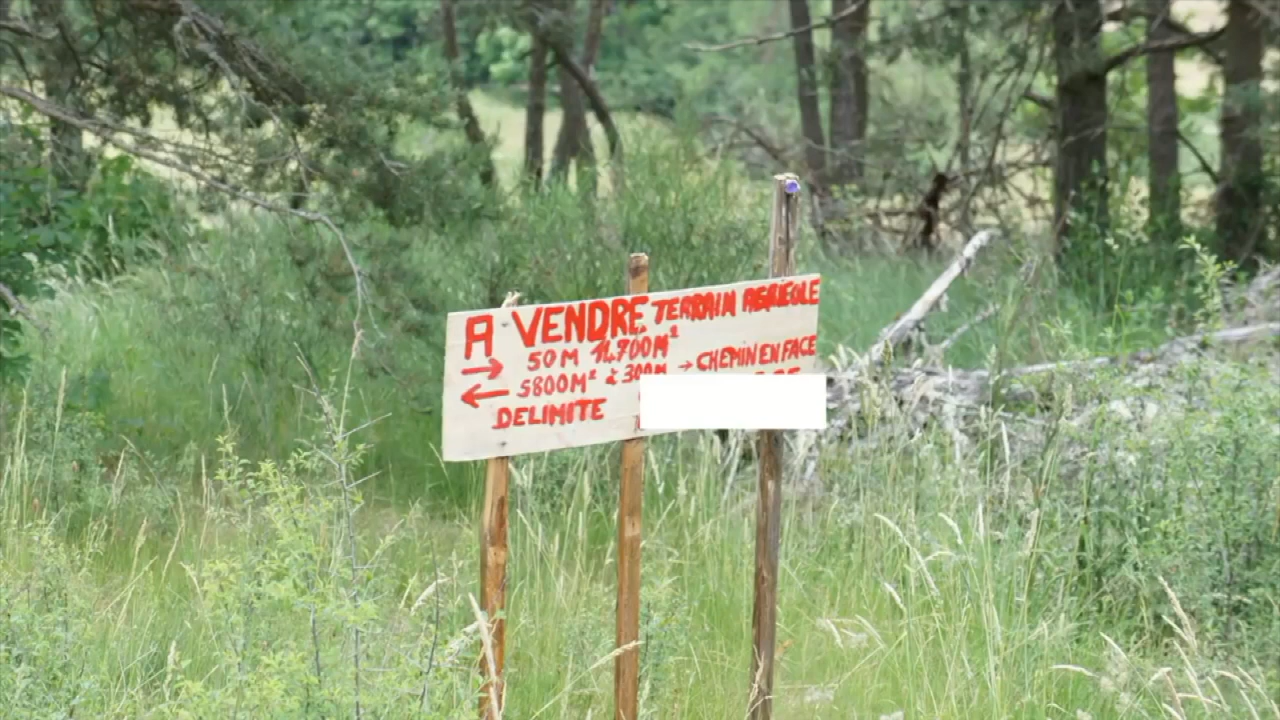 A VENDRE TERRAIN AGRICOLE
→ 50M 11.700M²
← 5800M² à 300M → CHEMIN EN FACE
DELIMITE